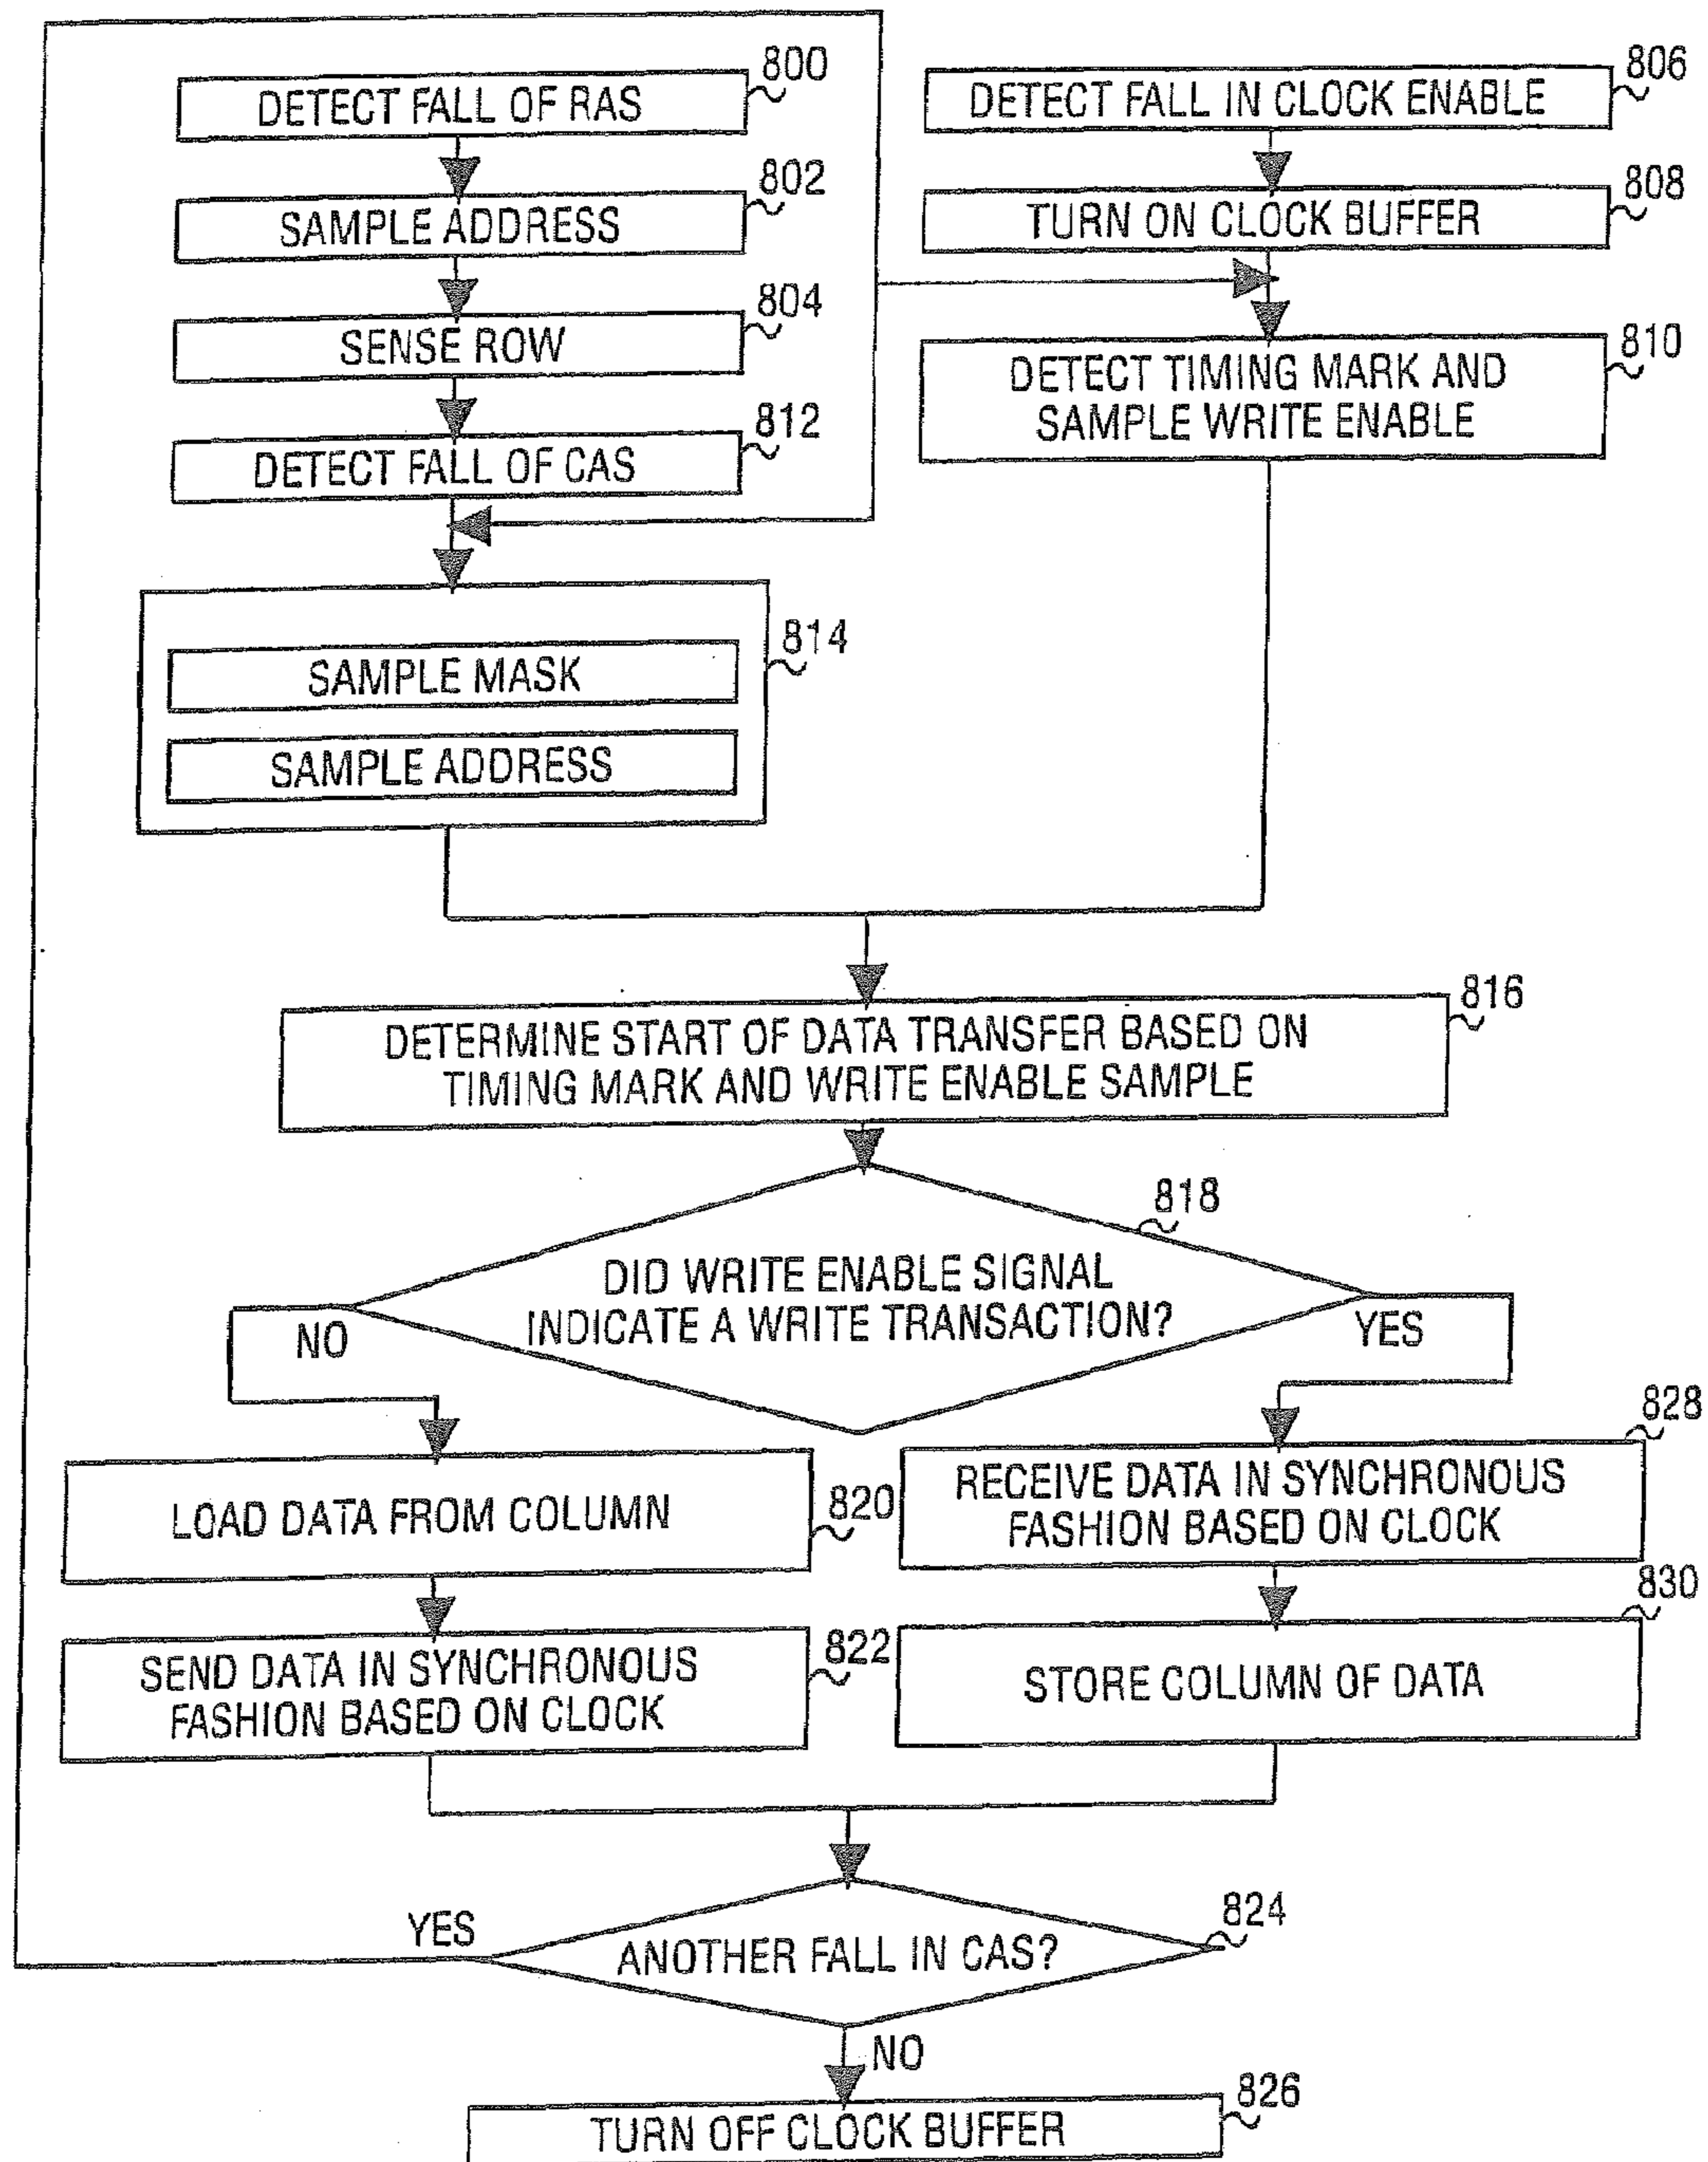 800
DETECT FALL OF RAS
802
SAMPLE ADDRESS
804
SENSE ROW
812
DETECT FALL OF CAS
806
DETECT FALL IN CLOCK ENABLE
808
TURN ON CLOCK BUFFER
810
DETECT TIMING MARK AND
SAMPLE WRITE ENABLE
814
SAMPLE MASK
SAMPLE ADDRESS
816
DETERMINE START OF DATA TRANSFER BASED ON
TIMING MARK AND WRITE ENABLE SAMPLE
818
DID WRITE ENABLE SIGNAL
INDICATE A WRITE TRANSACTION?
NO
YES
820
LOAD DATA FROM COLUMN
822
SEND DATA IN SYNCHRONOUS
FASHION BASED ON CLOCK
828
RECEIVE DATA IN SYNCHRONOUS
FASHION BASED ON CLOCK
830
STORE COLUMN OF DATA
824
YES
ANOTHER FALL IN CAS?
NO
826
TURN OFF CLOCK BUFFER